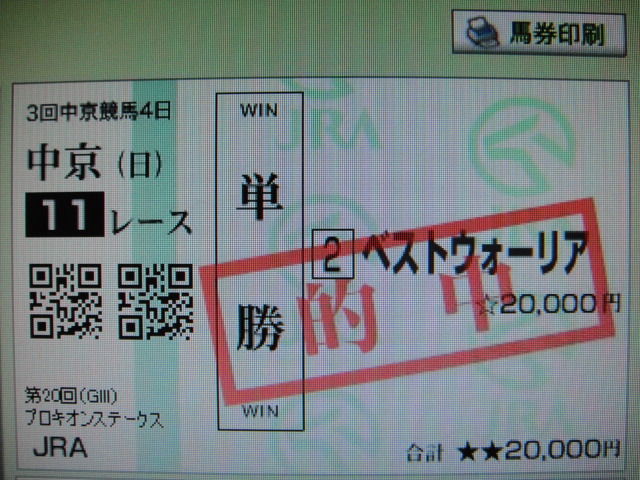 馬券印刷
3回中京競馬4日
中京(日)
11レース
WIN
単
勝
WIN
2 ベストウォーリア
☆20,000円
的中
JRA
第20回(GIII)
プロキオンステークス
JRA
合計 ★★20,000円